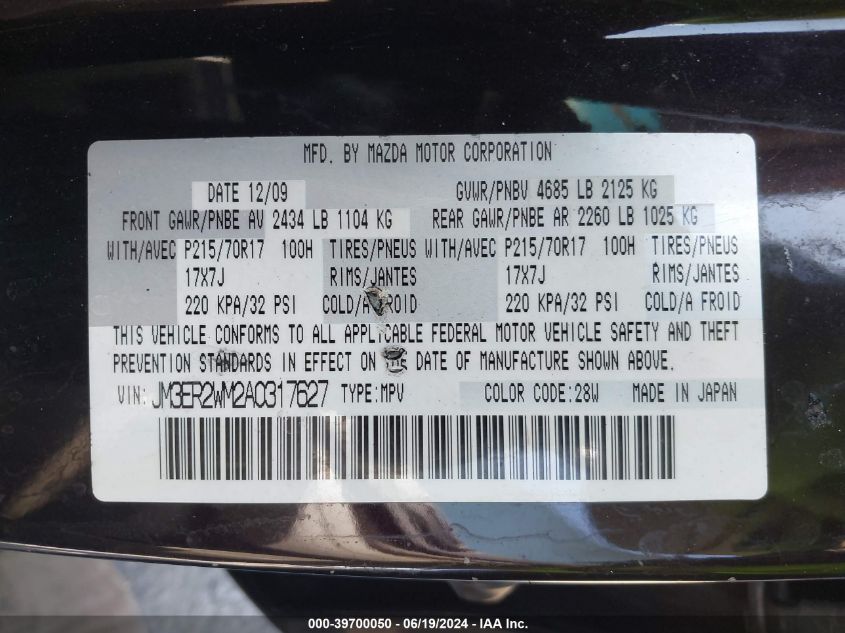 MFD. BY MAZDA MOTOR CORPORATION
DATE 12/09 GVWR/PNBV 4685 LB 2125 KG
FRONT GAWR/PNBE AV 2434 LB 1104 KG REAR GAWR/PNBE AR 2260 LB 1025 KG
WITH/AVEC P215/70R17 100H TIRES/PNEUS WITH/AVEC P215/70R17 100H TIRES/PNEUS
17X7J RIMS/JANTES 17X7J RIMS/JANTES
220 KPA/32 PSI COLD/A FROID 220 KPA/32 PSI COLD/A FROID
THIS VEHICLE CONFORMS TO ALL APPLICABLE FEDERAL MOTOR VEHICLE SAFETY AND THEFT
PREVENTION STANDARDS IN EFFECT ON THE DATE OF MANUFACTURE SHOWN ABOVE.
VIN: JM3ER2WM2A0317627 TYPE:MPV COLOR CODE:28W MADE IN JAPAN
000-39700050 - 06/19/2024 - IAA Inc.